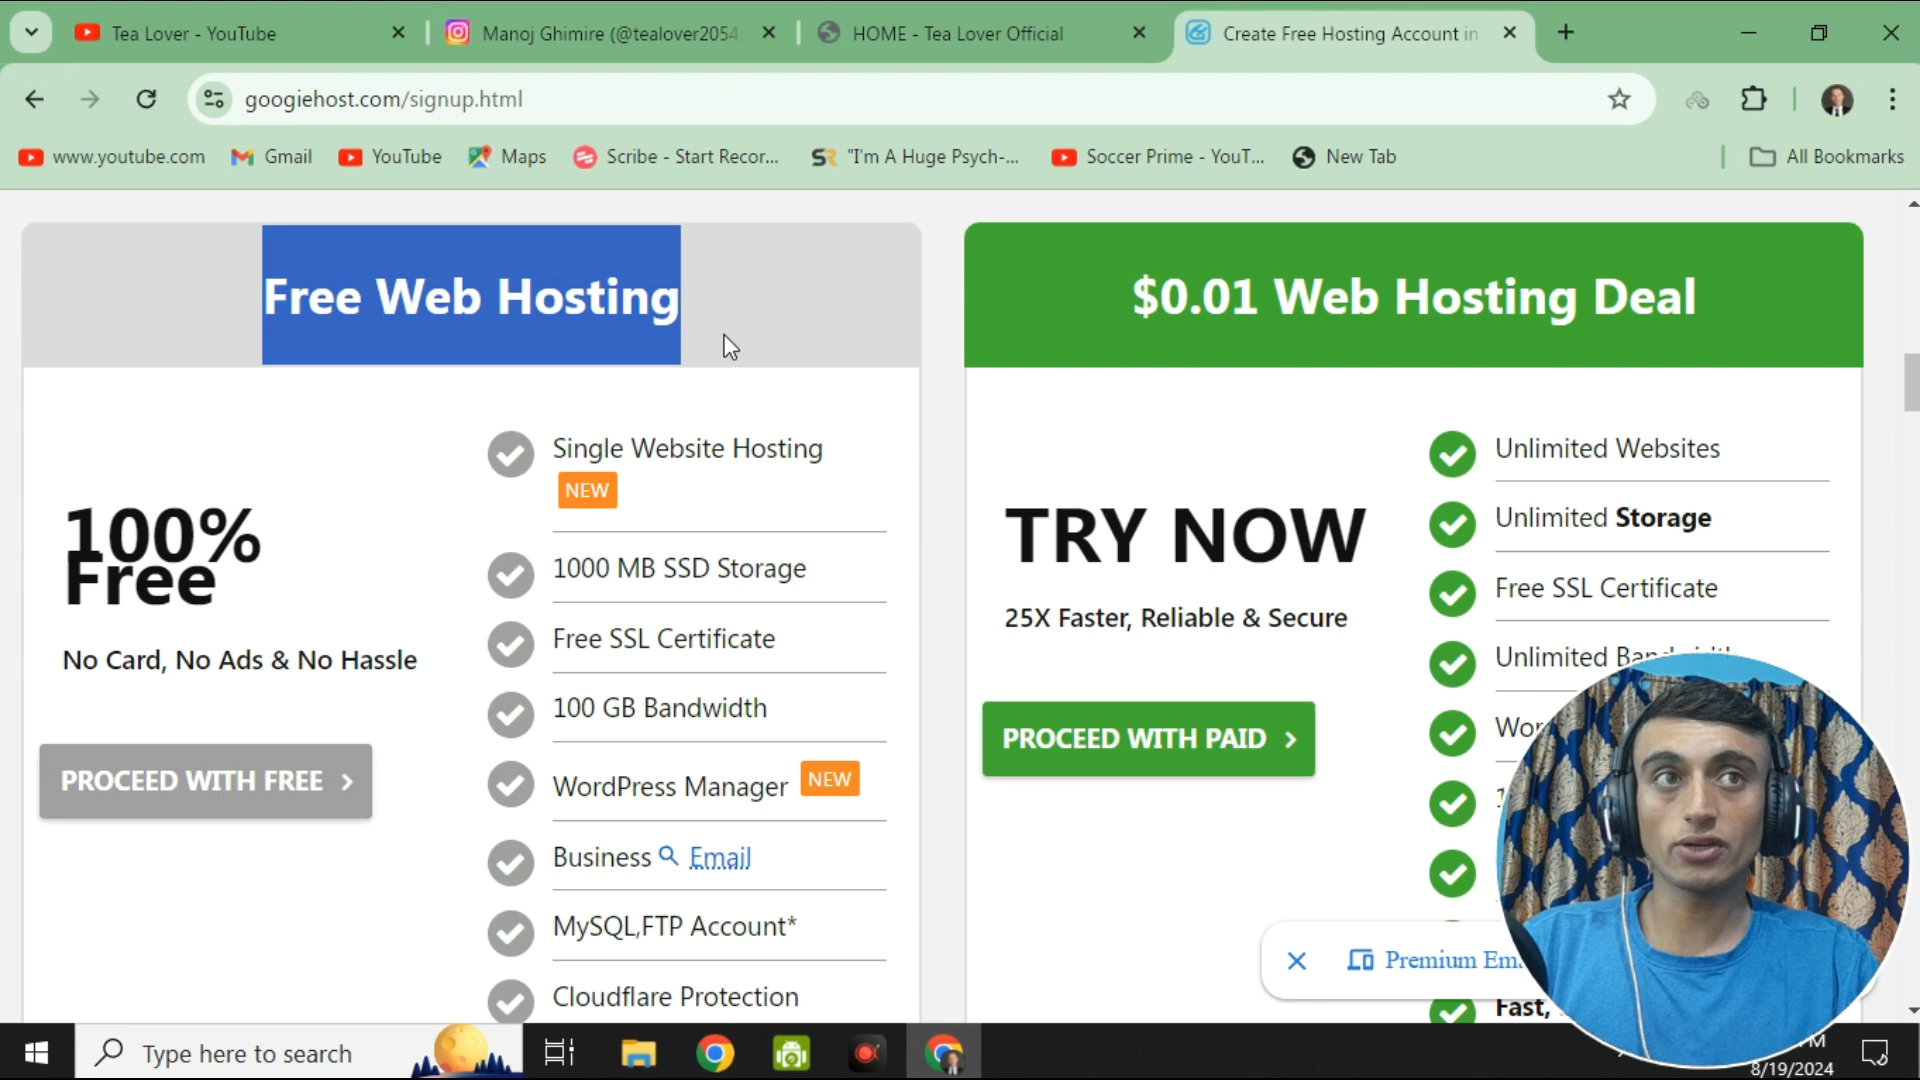 Tea Lover - YouTube
Manoj Ghimire (@tealover2054
HOME - Tea Lover Official
Create Free Hosting Account in
googiehost.com/signup.html
www.youtube.com
Gmail
YouTube
Maps
Scribe - Start Recor...
"I'm A Huge Psych-...
Soccer Prime - YouT...
New Tab
All Bookmarks
Free Web Hosting
100%
Free
No Card, No Ads & No Hassle
PROCEED WITH FREE
Single Website Hosting
NEW
1000 MB SSD Storage
Free SSL Certificate
100 GB Bandwidth
WordPress Manager NEW
Business Email
MySQL,FTP Account*
Cloudflare Protection
$0.01 Web Hosting Deal
TRY NOW
25X Faster, Reliable & Secure
PROCEED WITH PAID
Unlimited Websites
Unlimited Storage
Free SSL Certificate
Unlimited
Premium
Fast,
Type here to search
8/19/2024